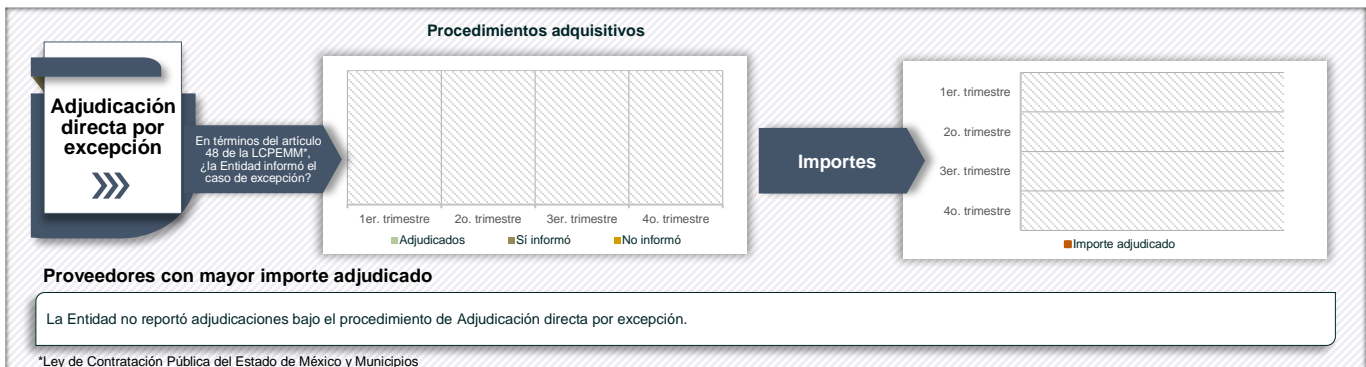 Procedimientos adquisitivos
Adjudicación
directa por
excepción
En términos del artículo
48 de la LCPEMM*,
¿la Entidad informó el
caso de excepción?
1er. trimestre 2o. trimestre 3er. trimestre 4o. trimestre
Adjudicados Sí informó No informó
Importes
1er. trimestre
2o. trimestre
3er. trimestre
4o. trimestre
Importe adjudicado
Proveedores con mayor importe adjudicado
La Entidad no reportó adjudicaciones bajo el procedimiento de Adjudicación directa por excepción.
*Ley de Contratación Pública del Estado de México y Municipios